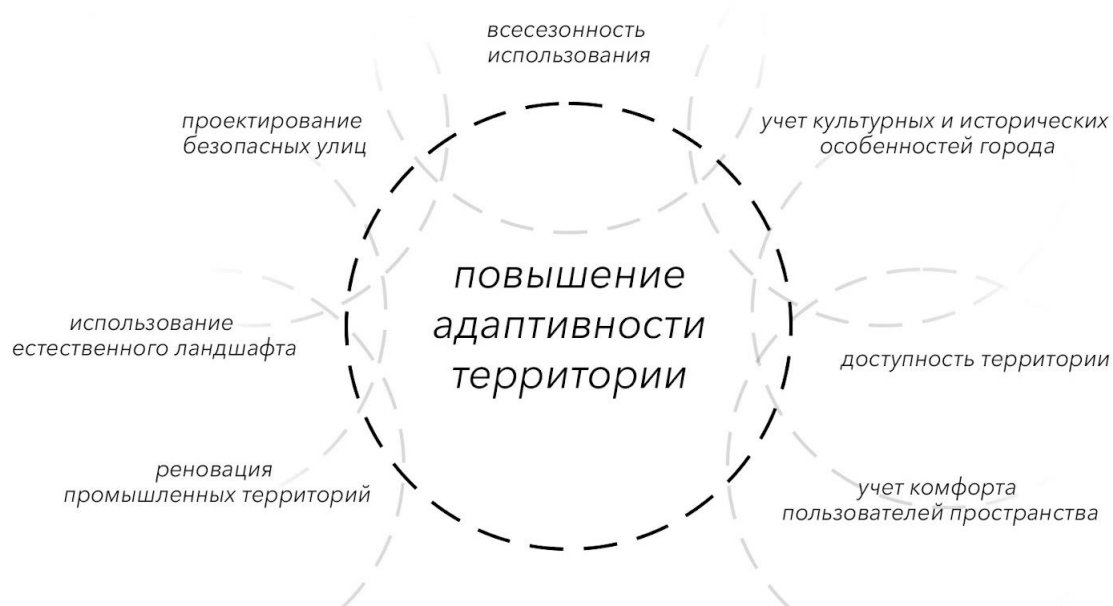 всесезонность
использования
проектирование
безопасных улиц
учет культурных и исторических
особенностей города
повышение
адаптивности
территории
использование
естественного ландшафта
доступность территории
реновация
промышленных территорий
учет комфорта
пользователей пространства